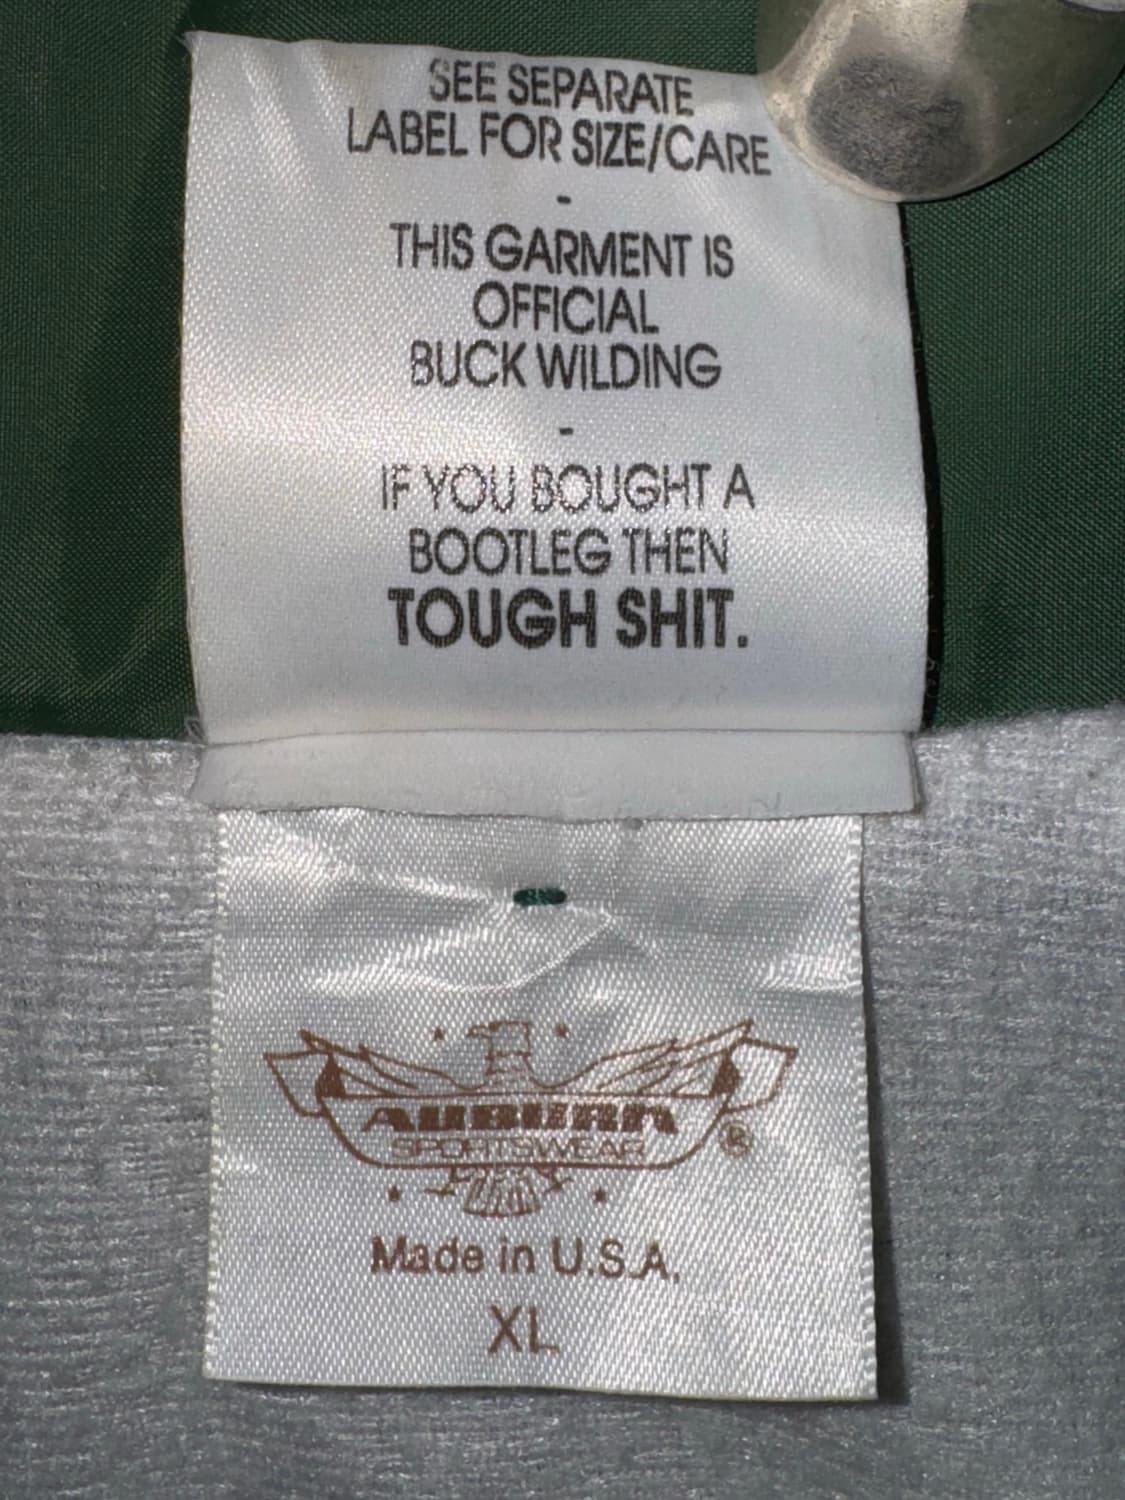 SEE SEPARATE
LABEL FOR SIZE/CARE
-
THIS GARMENT IS
OFFICIAL
BUCK WILDING
-
IF YOU BOUGHT A
BOOTLEG THEN
TOUGH SHIT.
AUBURN
SPORTSWEAR
®
Made in U.S.A.
XL